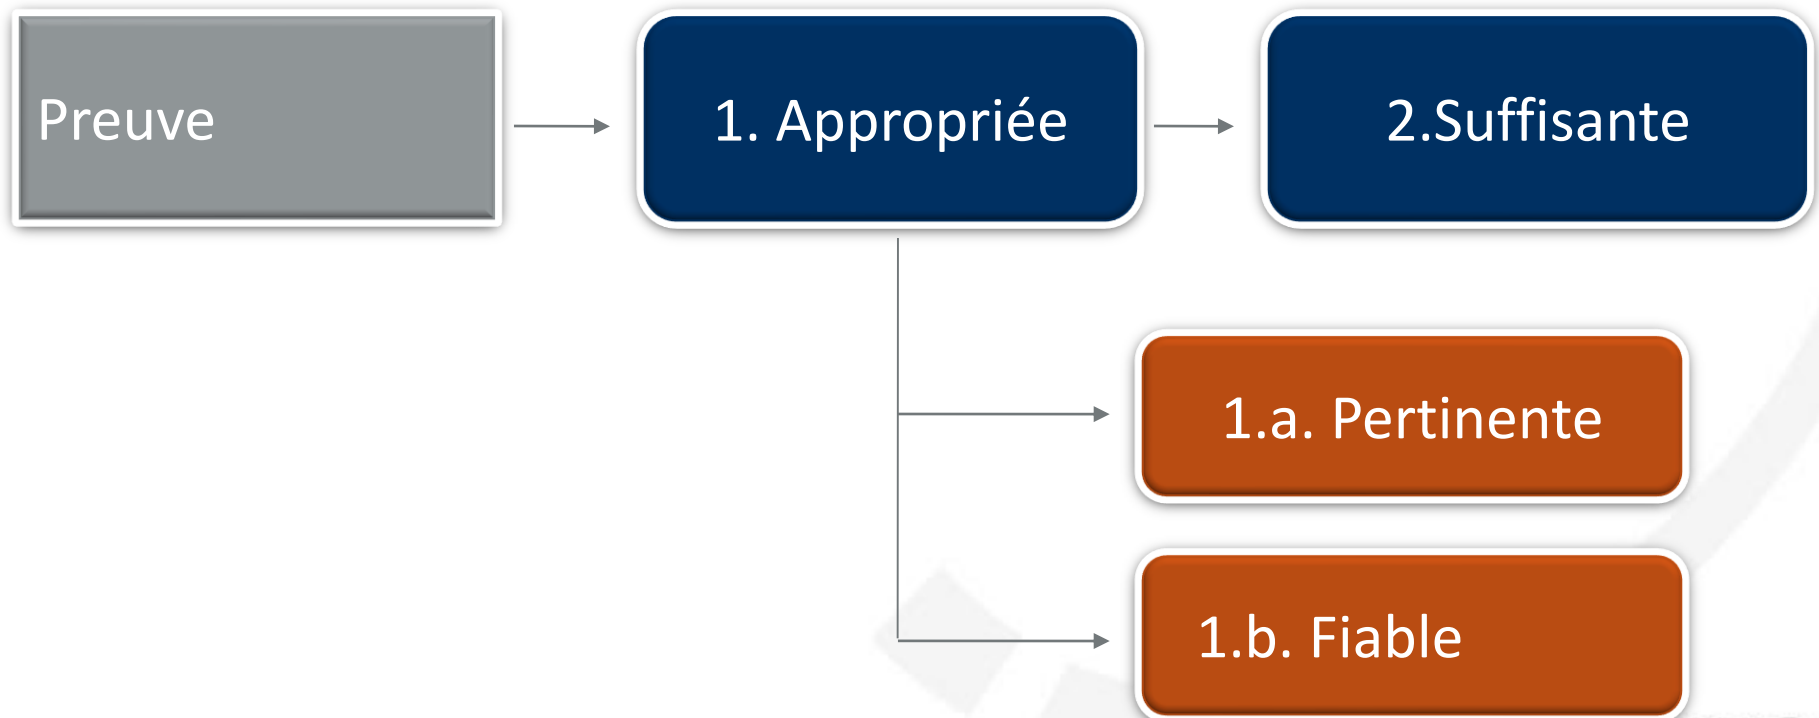 Preuve
1. Appropriée
2.Suffisante
1.a. Pertinente
1.b. Fiable